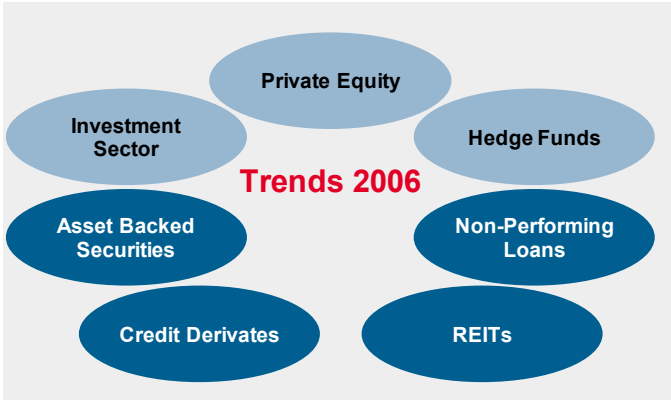 Private Equity
Investment
Sector
Hedge Funds
Trends 2006
Asset Backed
Securities
Non-Performing
Loans
Credit Derivates
REITs